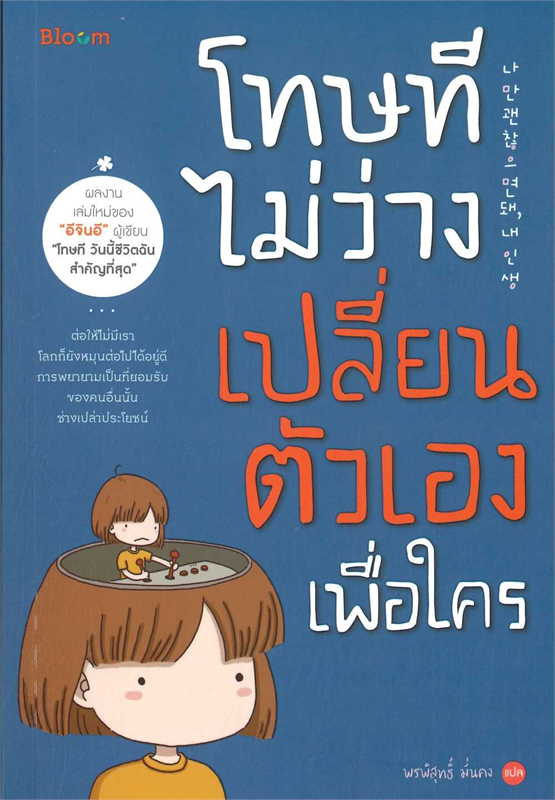 Bloom
โทษที
ไม่ว่าง
เปลี่ยน
ตัวเอง
เพื่อใคร
나만 괜찮으면 돼, 내 인생
ผลงาน
เล่มใหม่ของ
“อีจินอี” ผู้เขียน
“โทษที วันนี้ชีวิตฉัน
สำคัญที่สุด”
...
ต่อให้ไม่มีเรา
โลกก็ยังหมุนต่อไปได้อยู่ดี
การพยายามเป็นที่ยอมรับ
ของคนอื่นนั้น
ช่างเปล่าประโยชน์
พรพิสุทธิ์ มั่นคง แปล